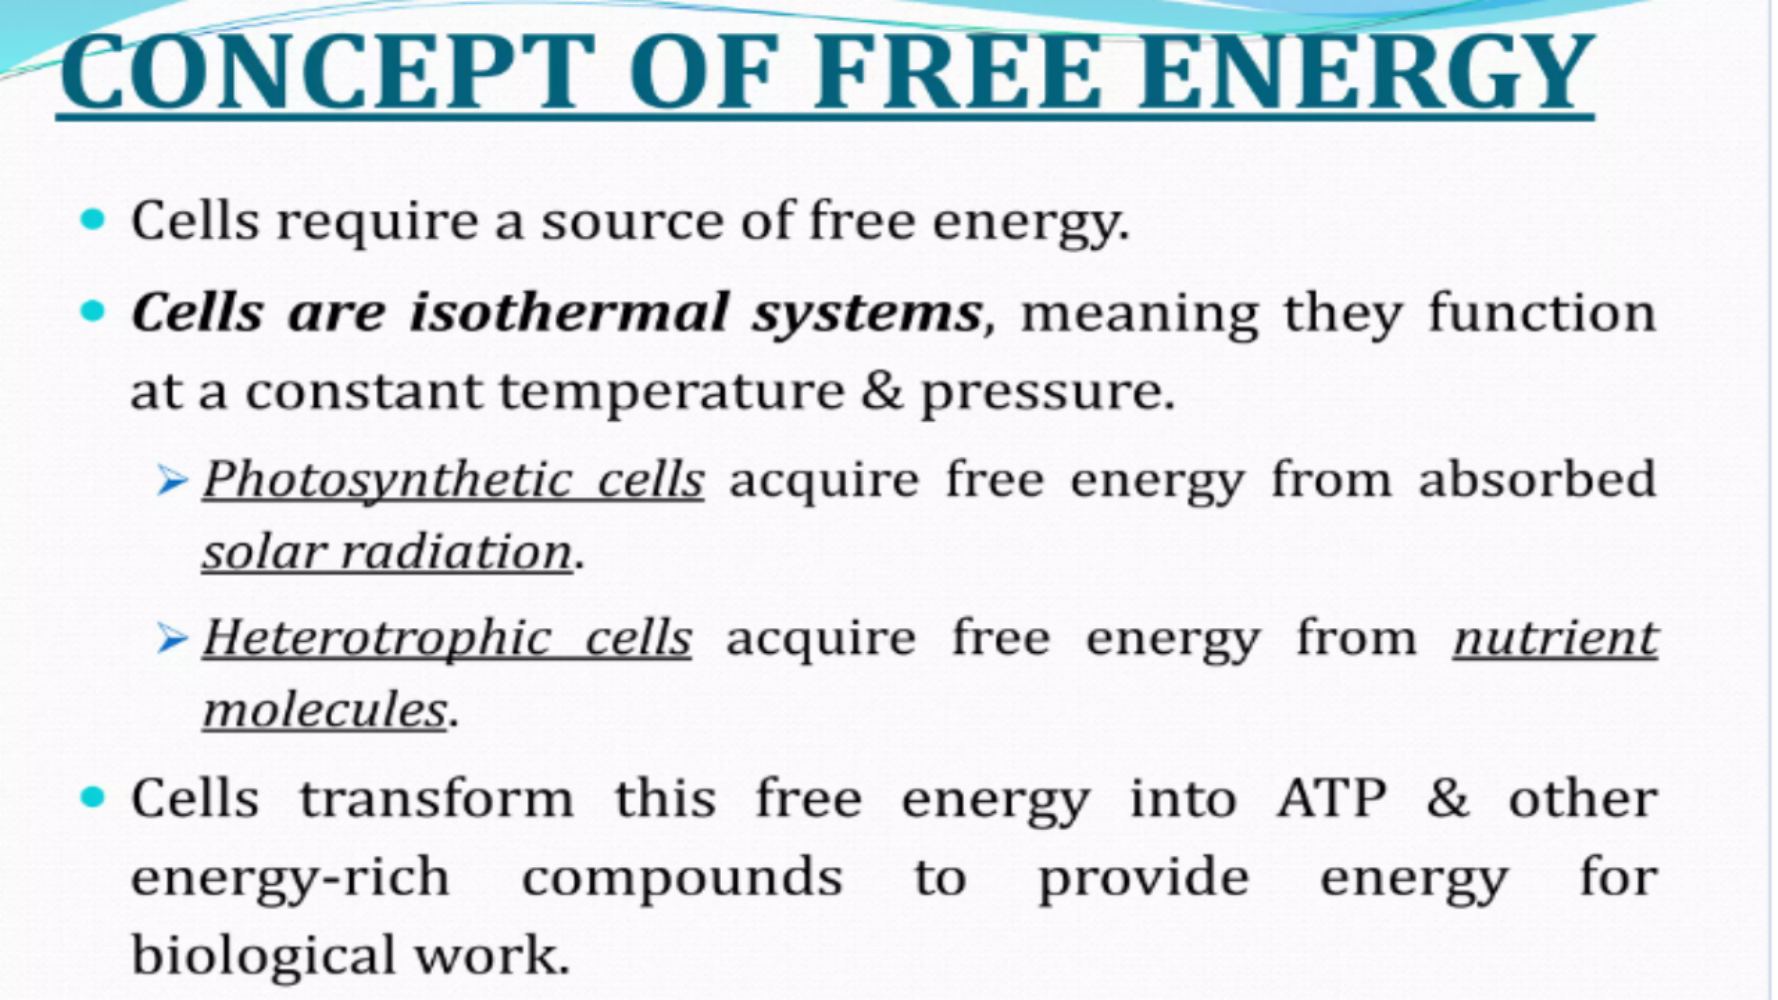 CONCEPT OF FREE ENERGY
Cells require a source of free energy.
Cells are isothermal systems, meaning they function
at a constant temperature & pressure.
Photosynthetic cells acquire free energy from absorbed
solar radiation.
Heterotrophic cells acquire free energy from nutrient
molecules.
Cells transform this free energy into ATP & other
energy-rich compounds to provide energy for
biological work.